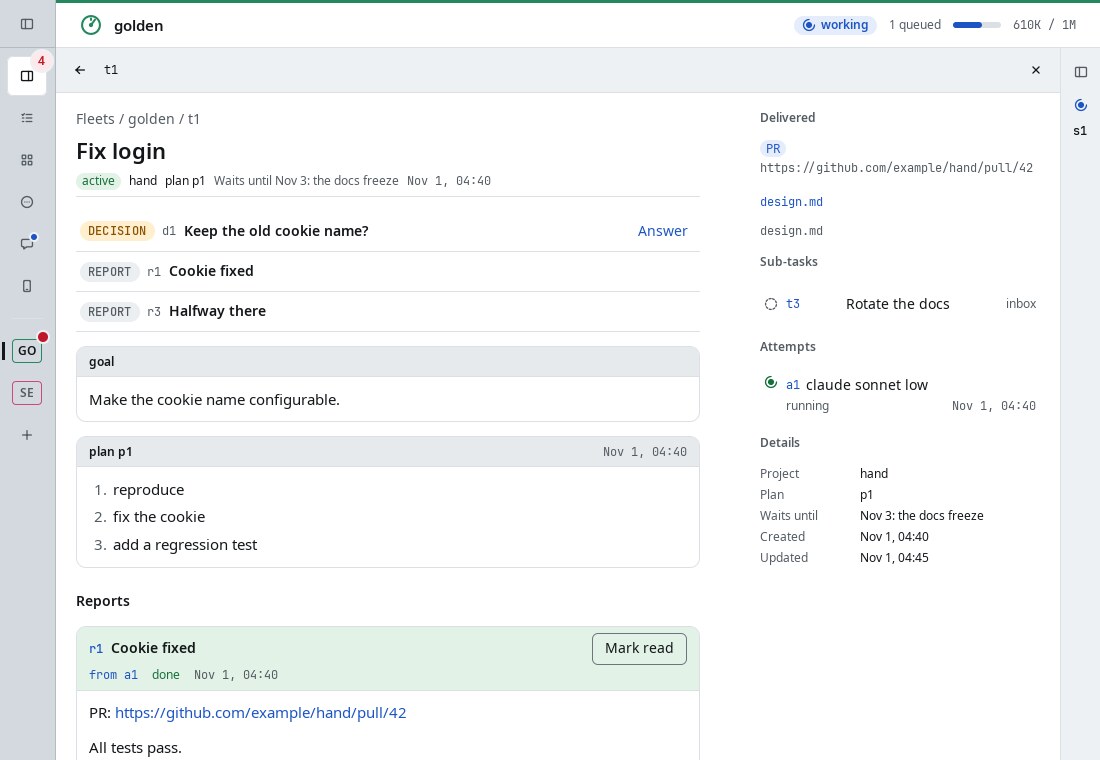 golden
working
1 queued
610K / 1M
4
GO
SE
t1
s1
Fleets / golden / t1
Fix login
active hand plan p1 Waits until Nov 3: the docs freeze Nov 1, 04:40
DECISION d1 Keep the old cookie name? Answer
REPORT r1 Cookie fixed
REPORT r3 Halfway there
goal
Make the cookie name configurable.
plan p1 Nov 1, 04:40
1. reproduce
2. fix the cookie
3. add a regression test
Reports
r1 Cookie fixed Mark read
from a1 done Nov 1, 04:40
PR: https://github.com/example/hand/pull/42
All tests pass.
Delivered
PR
https://github.com/example/hand/pull/42
design.md
design.md
Sub-tasks
t3 Rotate the docs inbox
Attempts
a1 claude sonnet low
running Nov 1, 04:40
Details
Project hand
Plan p1
Waits until Nov 3: the docs freeze
Created Nov 1, 04:40
Updated Nov 1, 04:45